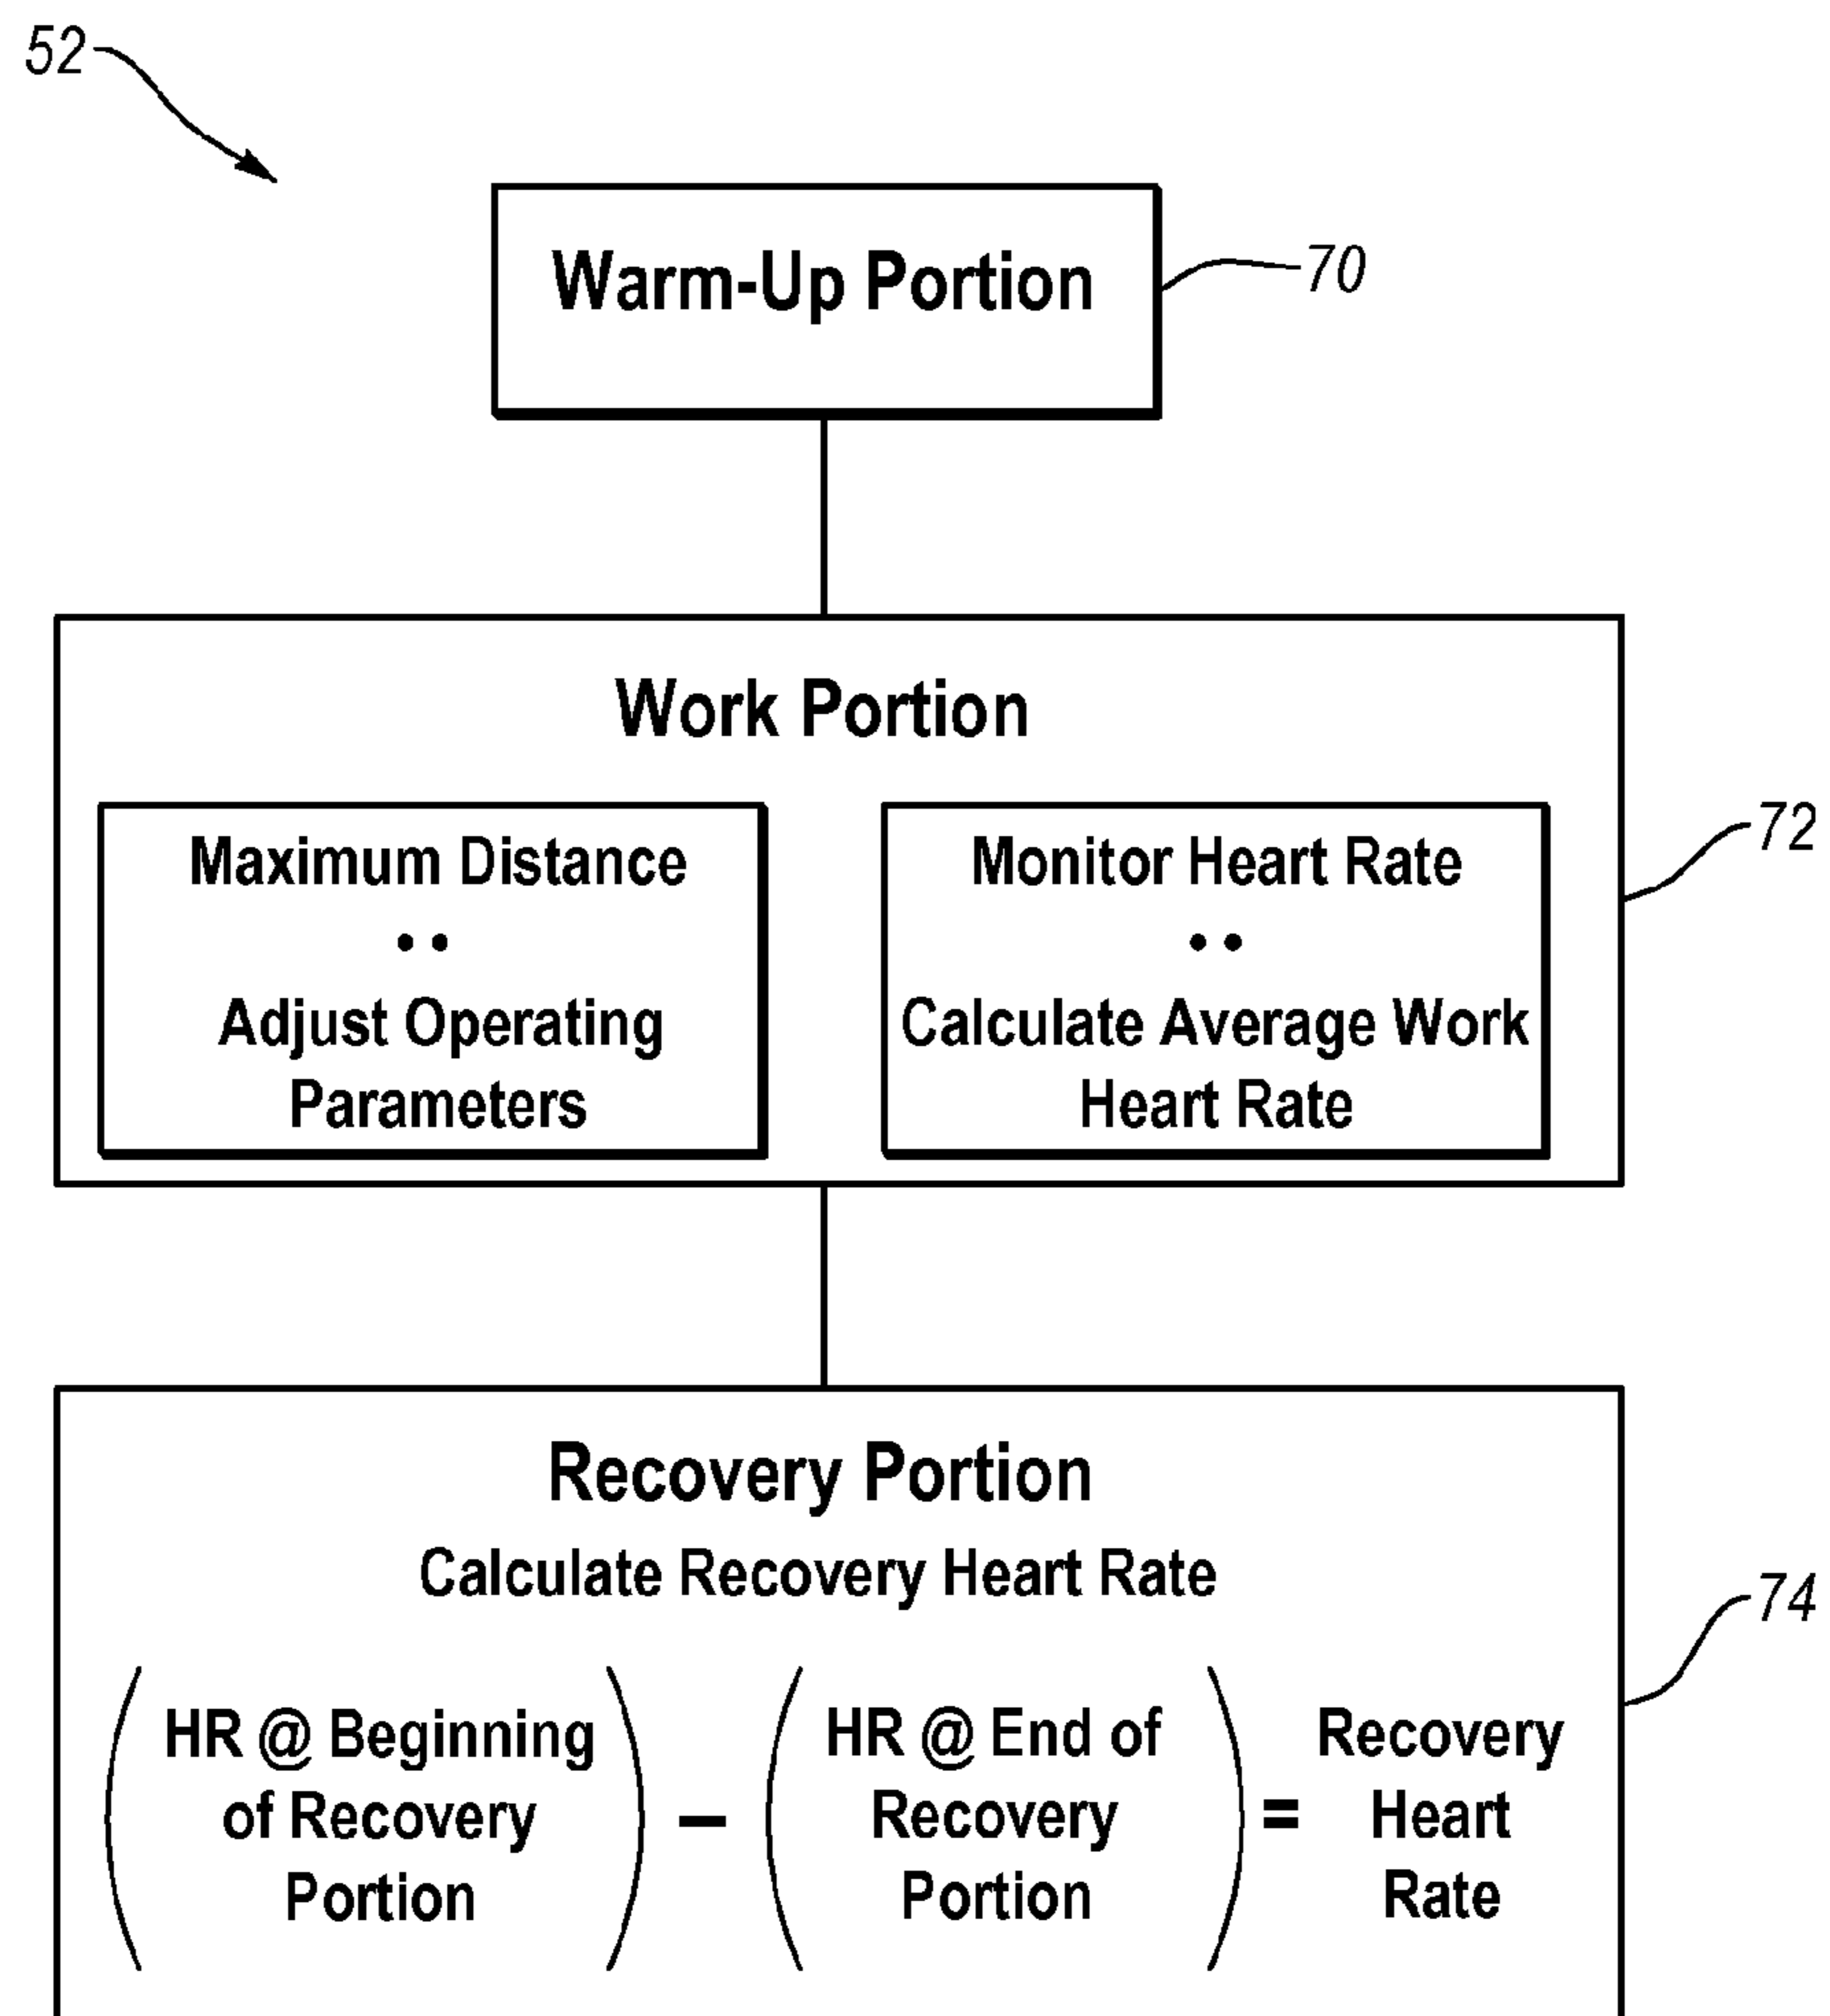 52
Warm-Up Portion
70
Work Portion
Maximum Distance
••
Adjust Operating
Parameters
Monitor Heart Rate
••
Calculate Average Work
Heart Rate
72
Recovery Portion
Calculate Recovery Heart Rate
74
(HR @ Beginning
of Recovery
Portion)
–
(HR @ End of
Recovery
Portion)
=
Recovery
Heart
Rate